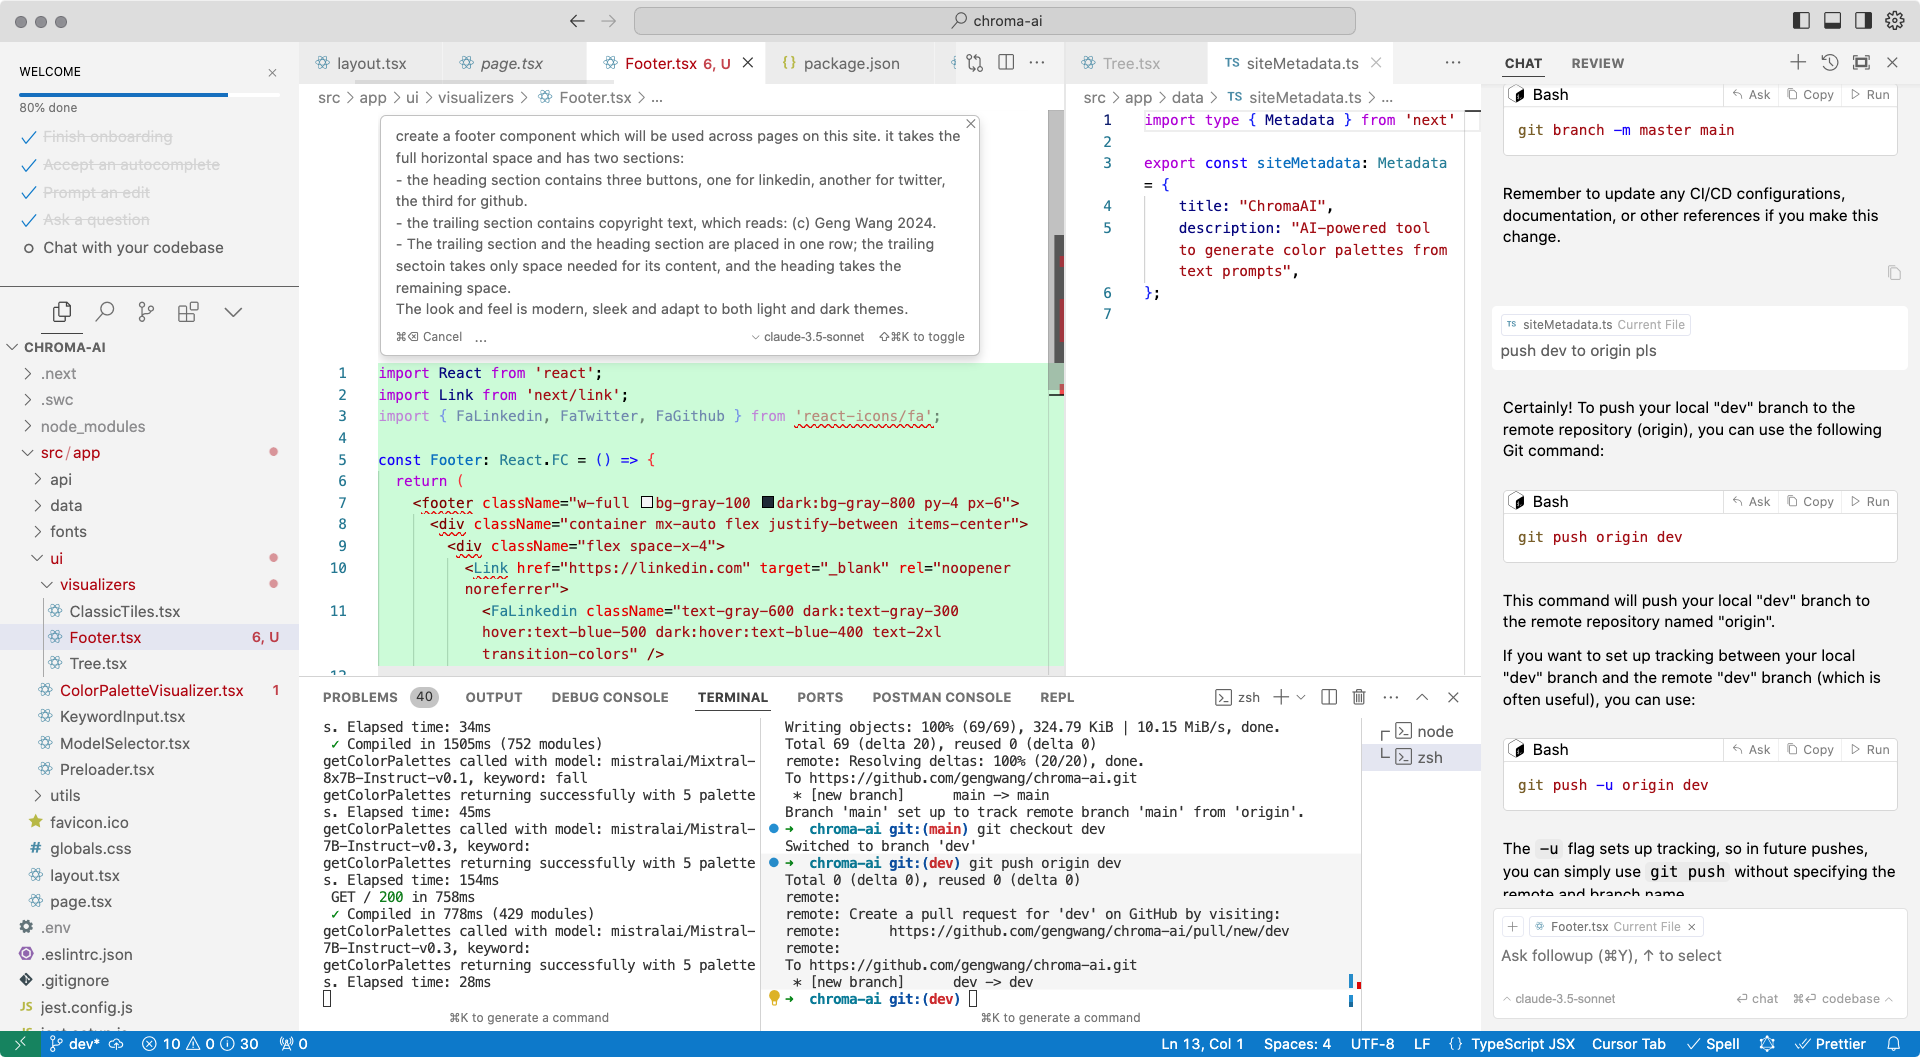 chroma-ai
WELCOME
80% done
Finish onboarding
Accept an autocomplete
Prompt an edit
Ask a question
Chat with your codebase
CHROMA-AI
.next
.swc
node_modules
src/app
api
data
fonts
ui
visualizers
ClassicTiles.tsx
Footer.tsx 6, U
Tree.tsx
ColorPaletteVisualizer.tsx 1
KeywordInput.tsx
ModelSelector.tsx
Preloader.tsx
utils
favicon.ico
globals.css
layout.tsx
page.tsx
.env
.eslintrc.json
.gitignore
JS jest.config.js
layout.tsx page.tsx Footer.tsx 6, U {} package.json
src > app > ui > visualizers > Footer.tsx > ...
create a footer component which will be used across pages on this site. it takes the
full horizontal space and has two sections:
- the heading section contains three buttons, one for linkedin, another for twitter,
the third for github.
- the trailing section contains copyright text, which reads: (c) Geng Wang 2024.
- The trailing section and the heading section are placed in one row; the trailing
sectoin takes only space needed for its content, and the heading takes the
remaining space.
The look and feel is modern, sleek and adapt to both light and dark themes.
⌘⌫ Cancel ... claude-3.5-sonnet ⇧⌘K to toggle
1 import React from 'react';
2 import Link from 'next/link';
3 import { FaLinkedin, FaTwitter, FaGithub } from 'react-icons/fa';
4
5 const Footer: React.FC = () => {
6 return (
7 <footer className="w-full bg-gray-100 dark:bg-gray-800 py-4 px-6">
8 <div className="container mx-auto flex justify-between items-center">
9 <div className="flex space-x-4">
10 <Link href="https://linkedin.com" target="_blank" rel="noopener
noreferrer">
11 <FaLinkedin className="text-gray-600 dark:text-gray-300
hover:text-blue-500 dark:hover:text-blue-400 text-2xl
transition-colors" />
Tree.tsx TS siteMetadata.ts ...
src > app > data > TS siteMetadata.ts > ...
1 import type { Metadata } from 'next'
2
3 export const siteMetadata: Metadata
= {
4 title: "ChromaAI",
5 description: "AI-powered tool
to generate color palettes from
text prompts",
6 };
7
PROBLEMS 40 OUTPUT DEBUG CONSOLE TERMINAL PORTS POSTMAN CONSOLE REPL zsh
s. Elapsed time: 34ms
✓ Compiled in 1505ms (752 modules)
getColorPalettes called with model: mistralai/Mixtral-
8x7B-Instruct-v0.1, keyword: fall
getColorPalettes returning successfully with 5 palette
s. Elapsed time: 45ms
getColorPalettes called with model: mistralai/Mistral-
7B-Instruct-v0.3, keyword:
getColorPalettes returning successfully with 5 palette
s. Elapsed time: 154ms
GET / 200 in 758ms
✓ Compiled in 778ms (429 modules)
getColorPalettes called with model: mistralai/Mistral-
7B-Instruct-v0.3, keyword:
getColorPalettes returning successfully with 5 palette
s. Elapsed time: 28ms
⌘K to generate a command
Writing objects: 100% (69/69), 324.79 KiB | 10.15 MiB/s, done.
Total 69 (delta 20), reused 0 (delta 0)
remote: Resolving deltas: 100% (20/20), done.
To https://github.com/gengwang/chroma-ai.git
* [new branch] main -> main
Branch 'main' set up to track remote branch 'main' from 'origin'.
➜ chroma-ai git:(main) git checkout dev
Switched to branch 'dev'
➜ chroma-ai git:(dev) git push origin dev
Total 0 (delta 0), reused 0 (delta 0)
remote:
remote: Create a pull request for 'dev' on GitHub by visiting:
remote: https://github.com/gengwang/chroma-ai/pull/new/dev
remote:
To https://github.com/gengwang/chroma-ai.git
* [new branch] dev -> dev
➜ chroma-ai git:(dev)
⌘K to generate a command
node
zsh
CHAT REVIEW
Bash Ask Copy Run
git branch -m master main
Remember to update any CI/CD configurations,
documentation, or other references if you make this
change.
TS siteMetadata.ts Current File
push dev to origin pls
Certainly! To push your local "dev" branch to the
remote repository (origin), you can use the following
Git command:
Bash Ask Copy Run
git push origin dev
This command will push your local "dev" branch to
the remote repository named "origin".
If you want to set up tracking between your local
"dev" branch and the remote "dev" branch (which is
often useful), you can use:
Bash Ask Copy Run
git push -u origin dev
The -u flag sets up tracking, so in future pushes,
you can simply use git push without specifying the
remote and branch name
+ Footer.tsx Current File ×
Ask followup (⌘Y), ↑ to select
claude-3.5-sonnet ↩ chat ⌘↩ codebase
dev* 10 0 30 0 Ln 13, Col 1 Spaces: 4 UTF-8 LF {} TypeScript JSX Cursor Tab Spell Prettier